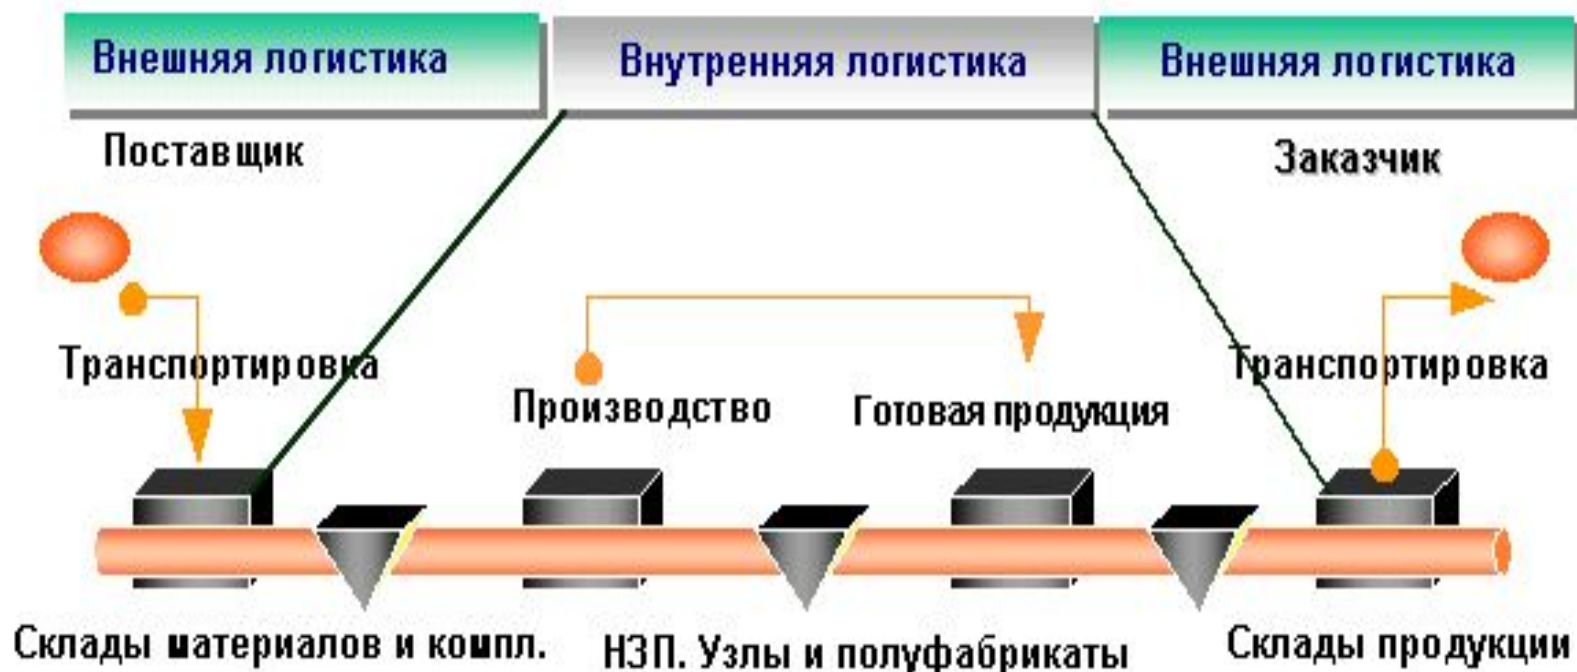 Внешняя логистика
Внутренняя логистика
Внешняя логистика
Поставщик
Заказчик
Транспортировка
Транспортировка
Производство
Готовая продукция
Склады материалов и компл.
НЗП. Узлы и полуфабрикаты
Склады продукции